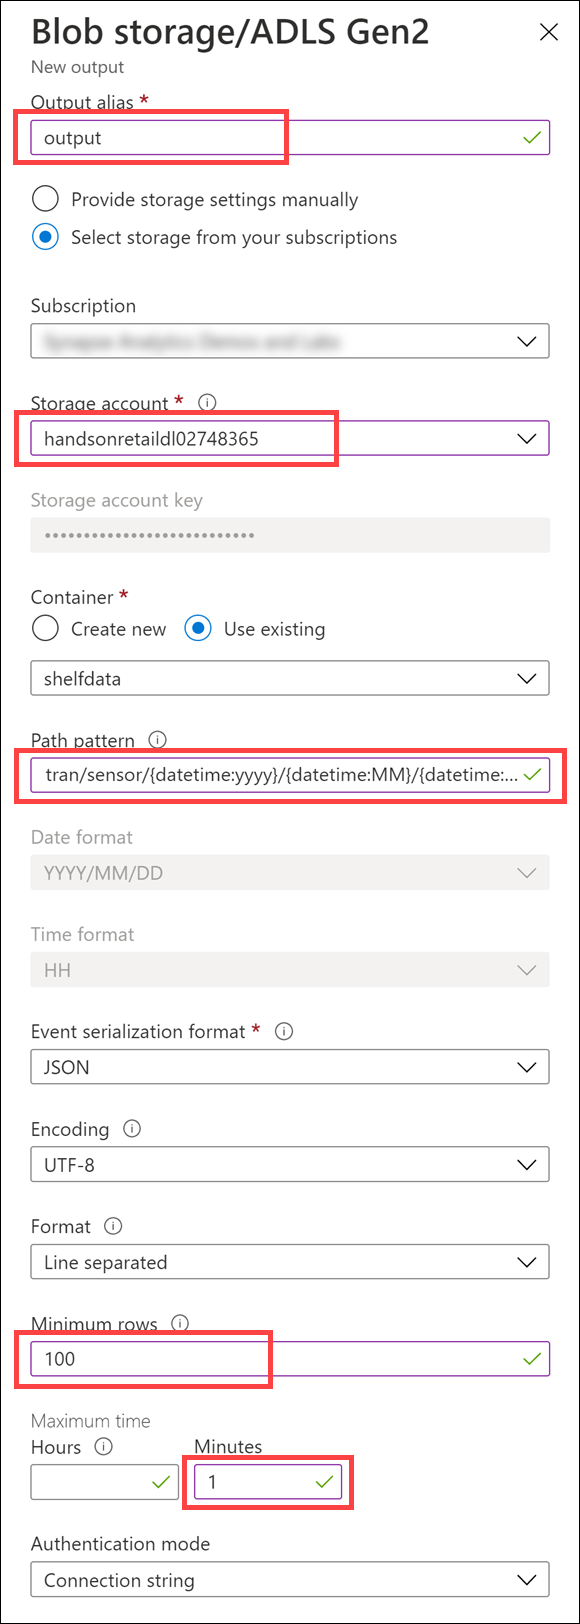 Blob storage/ADLS Gen2
New output
Output alias *
output
Provide storage settings manually
Select storage from your subscriptions
Subscription
Storage account *
handsonretaildl02748365
Storage account key
•••••••••••••••••••••••••••
Container *
Create new Use existing
shelfdata
Path pattern
tran/sensor/{datetime:yyyy}/{datetime:MM}/{datetime:...
Date format
YYYY/MM/DD
Time format
HH
Event serialization format *
JSON
Encoding
UTF-8
Format
Line separated
Minimum rows
100
Maximum time
Hours Minutes
1
Authentication mode
Connection string